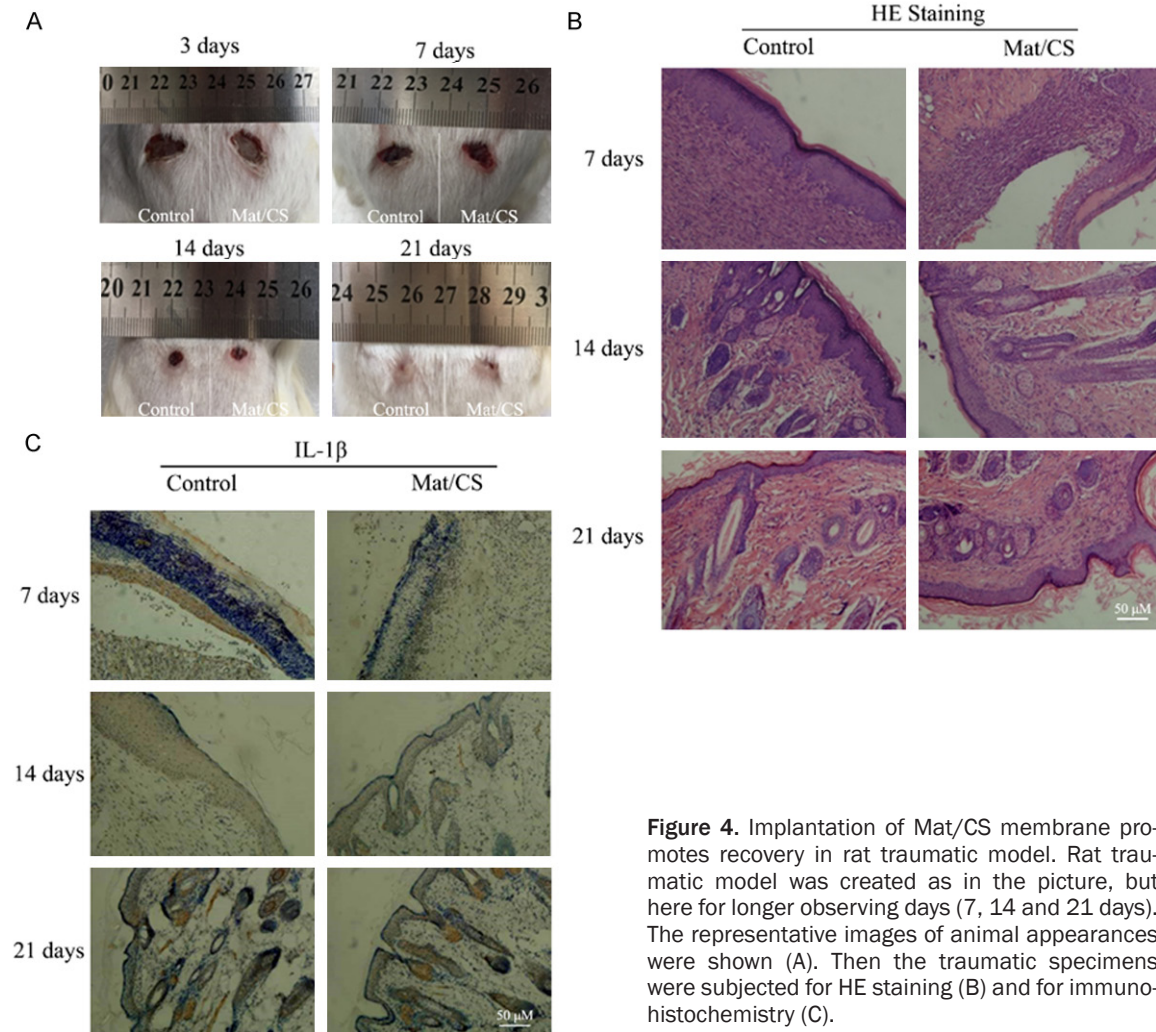 A
3 days
7 days
0 21 22 23 24 25 26 27
21 22 23 24 25 26
Control Mat/CS
Control Mat/CS
14 days
21 days
20 21 22 23 24 25 26
24 25 26 27 28 29 3
Control Mat/CS
Control Mat/CS
B
HE Staining
Control Mat/CS
7 days
14 days
21 days
50 μM
C
IL-1β
Control Mat/CS
7 days
14 days
21 days
50 μM
Figure 4. Implantation of Mat/CS membrane pro-
motes recovery in rat traumatic model. Rat trau-
matic model was created as in the picture, but
here for longer observing days (7, 14 and 21 days).
The representative images of animal appearances
were shown (A). Then the traumatic specimens
were subjected for HE staining (B) and for immuno-
histochemistry (C).